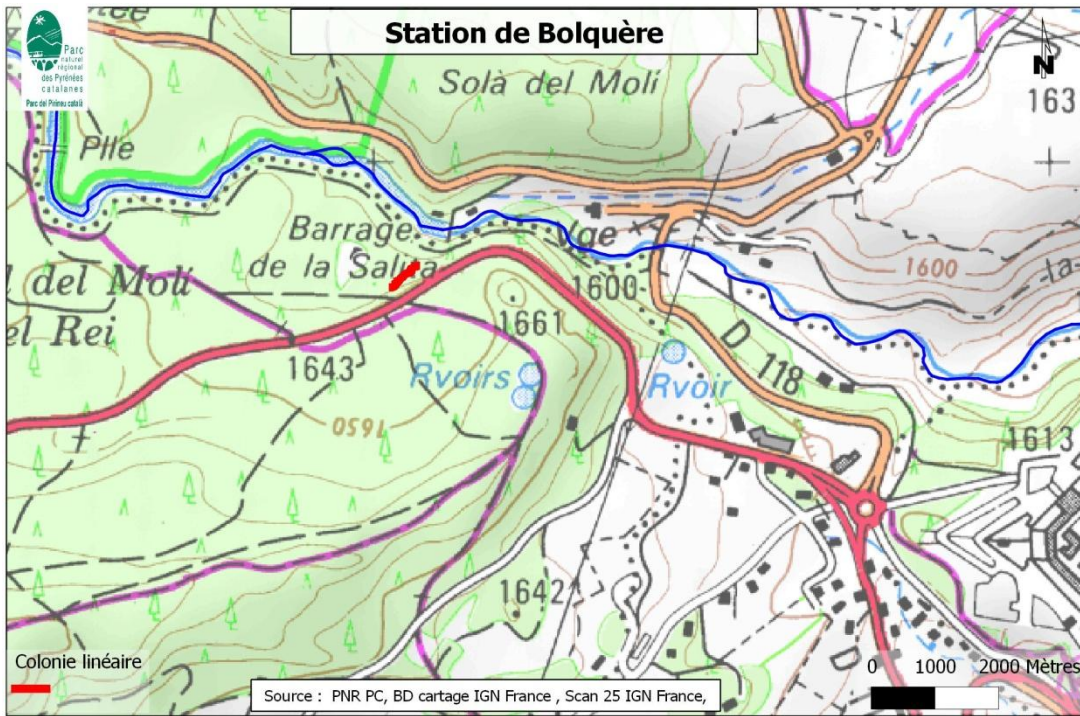 Station de Bolquère
Parc
naturel
régional
des Pyrénées
catalanes
Parc del Pirineu català
N
Solà del Molí
163
Plle
Barrage
de la Salita
Vge
1600
1600
la
del Molí
el Rei
1661
1643
Rvoirs
Rvoir
D 118
1650
1613
1642
Colonie linéaire
0 1000 2000 Mètres
Source : PNR PC, BD cartage IGN France , Scan 25 IGN France,